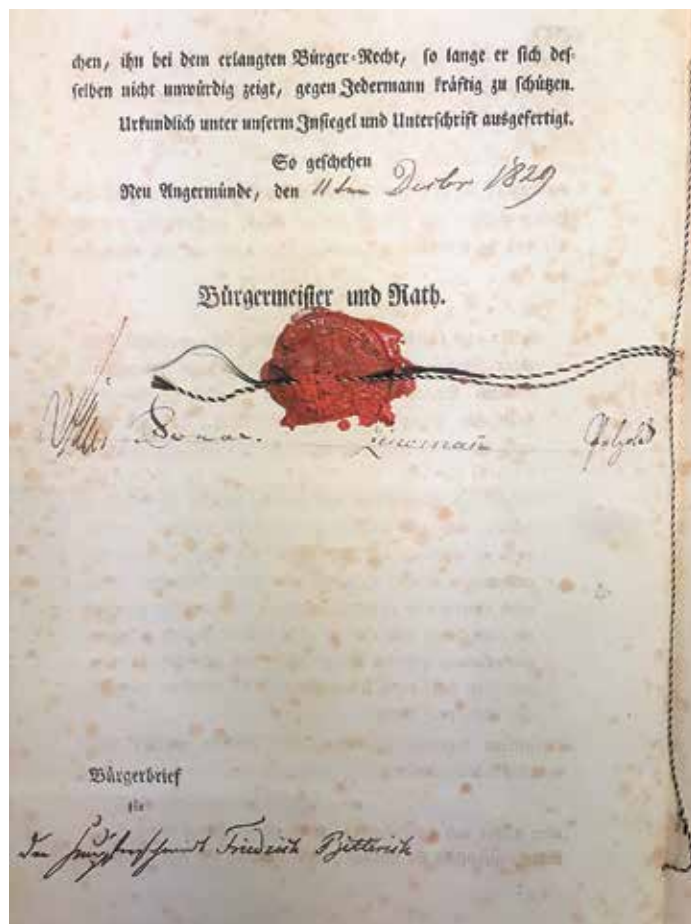 chen, ihn bei dem erlangten Bürger-Recht, so lange er sich des-
selben nicht unwürdig zeigt, gegen Jedermann kräftig zu schützen.
Urkundlich unter unserm Insiegel und Unterschrift ausgefertigt.
So geschehen
Neu Angermünde, den 11ten Decbr 1829
Bürgermeister und Rath.
Bürgerbrief
für
den Friedrich Bitterich